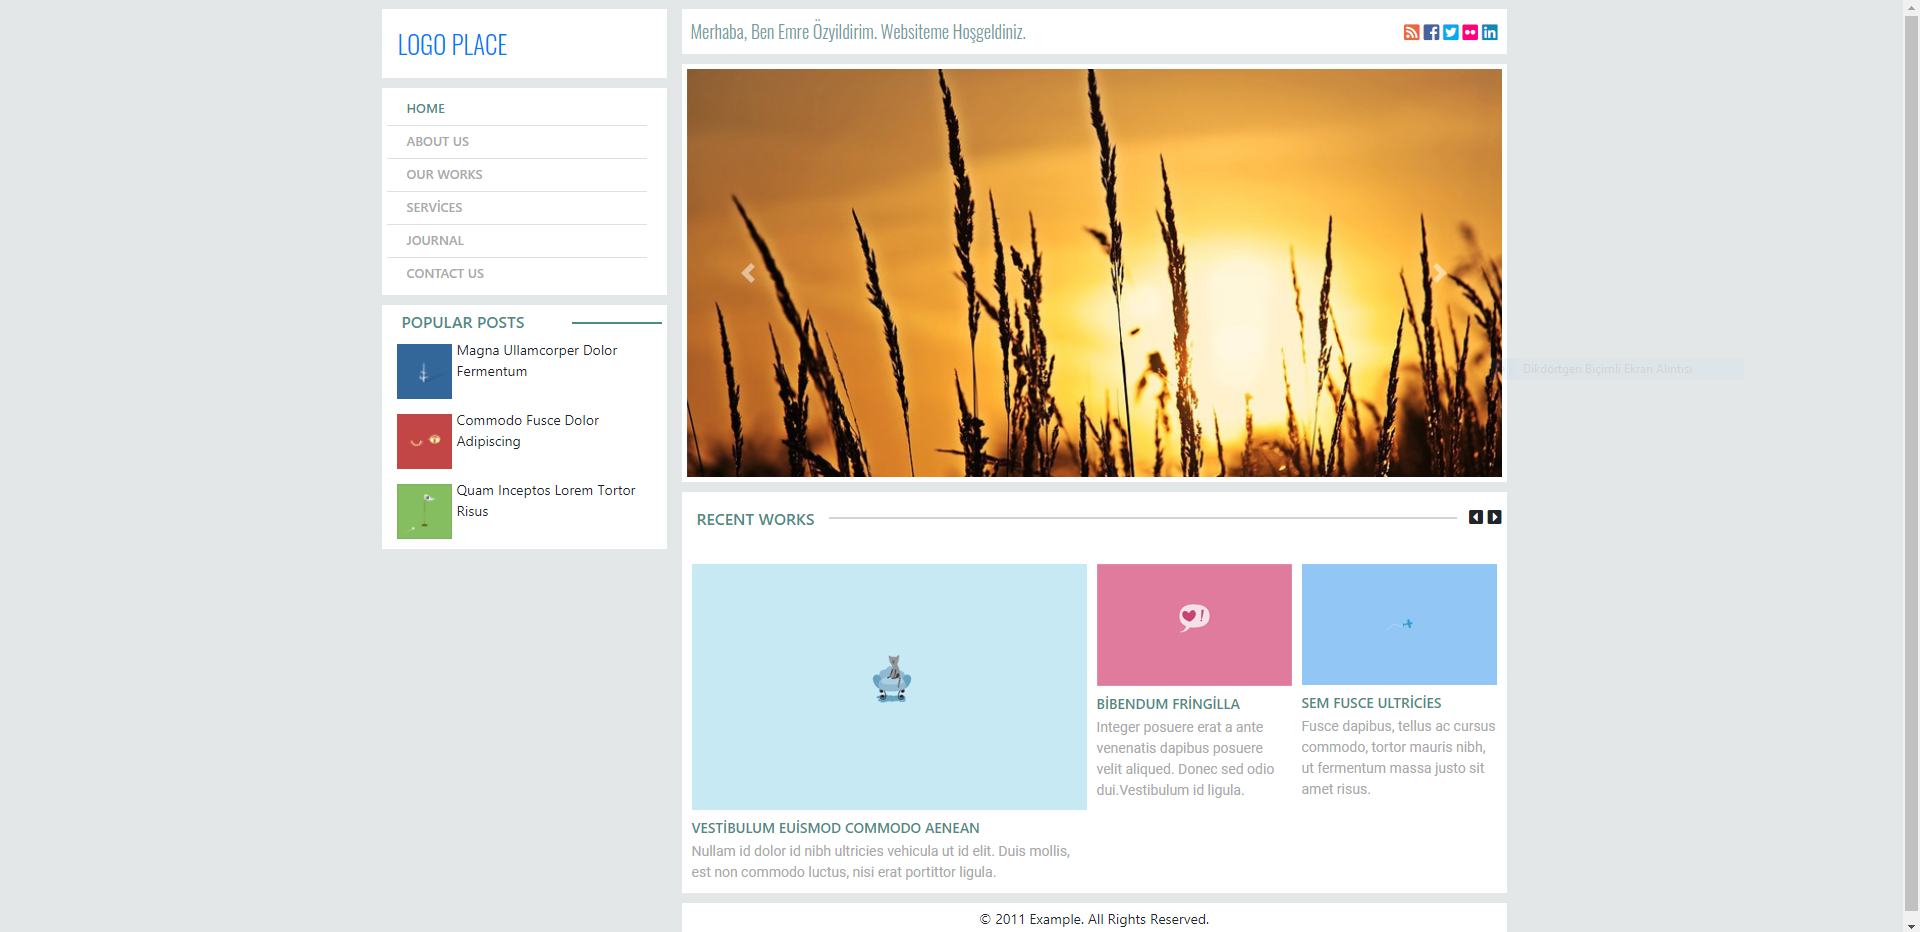 LOGO PLACE
HOME
ABOUT US
OUR WORKS
SERVİCES
JOURNAL
CONTACT US
POPULAR POSTS
Magna Ullamcorper Dolor
Fermentum
Commodo Fusce Dolor
Adipiscing
Quam Inceptos Lorem Tortor
Risus
Merhaba, Ben Emre Özyildirim. Websiteme Hoşgeldiniz.
Dikdörtgen Biçimli Ekran Alıntısı
RECENT WORKS
VESTİBULUM EUİSMOD COMMODO AENEAN
Nullam id dolor id nibh ultricies vehicula ut id elit. Duis mollis,
est non commodo luctus, nisi erat portittor ligula.
BİBENDUM FRİNGİLLA
Integer posuere erat a ante
venenatis dapibus posuere
velit aliqued. Donec sed odio
dui.Vestibulum id ligula.
SEM FUSCE ULTRİCİES
Fusce dapibus, tellus ac cursus
commodo, tortor mauris nibh,
ut fermentum massa justo sit
amet risus.
© 2011 Example. All Rights Reserved.